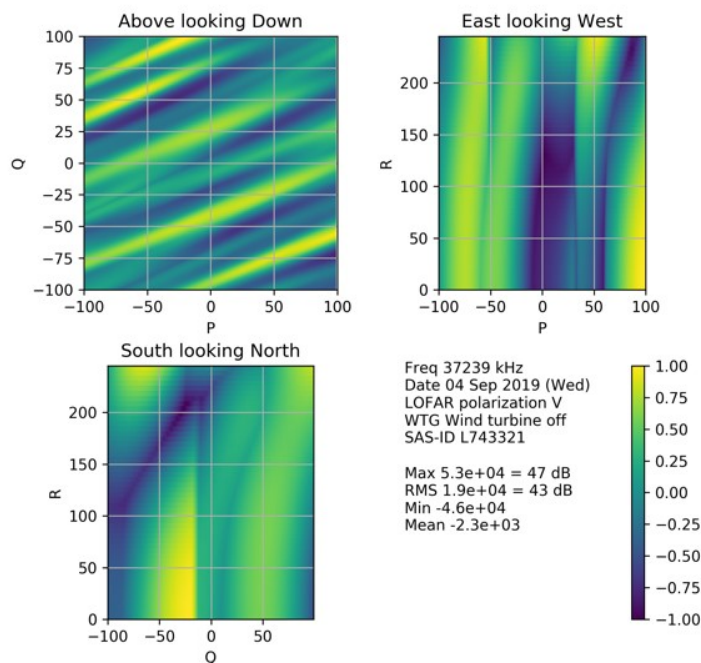 Above looking Down
100
75
50
25
0
−25
−50
−75
−100
Q
−100
−50
0
50
100
P
East looking West
200
150
100
50
0
R
−100
−50
0
50
100
P
South looking North
200
150
100
50
0
R
−100
−50
0
50
Q
Freq 37239 kHz
Date 04 Sep 2019 (Wed)
LOFAR polarization V
WTG Wind turbine off
SAS-ID L743321
Max 5.3e+04 = 47 dB
RMS 1.9e+04 = 43 dB
Min -4.6e+04
Mean -2.3e+03
1.00
0.75
0.50
0.25
0.00
−0.25
−0.50
−0.75
−1.00